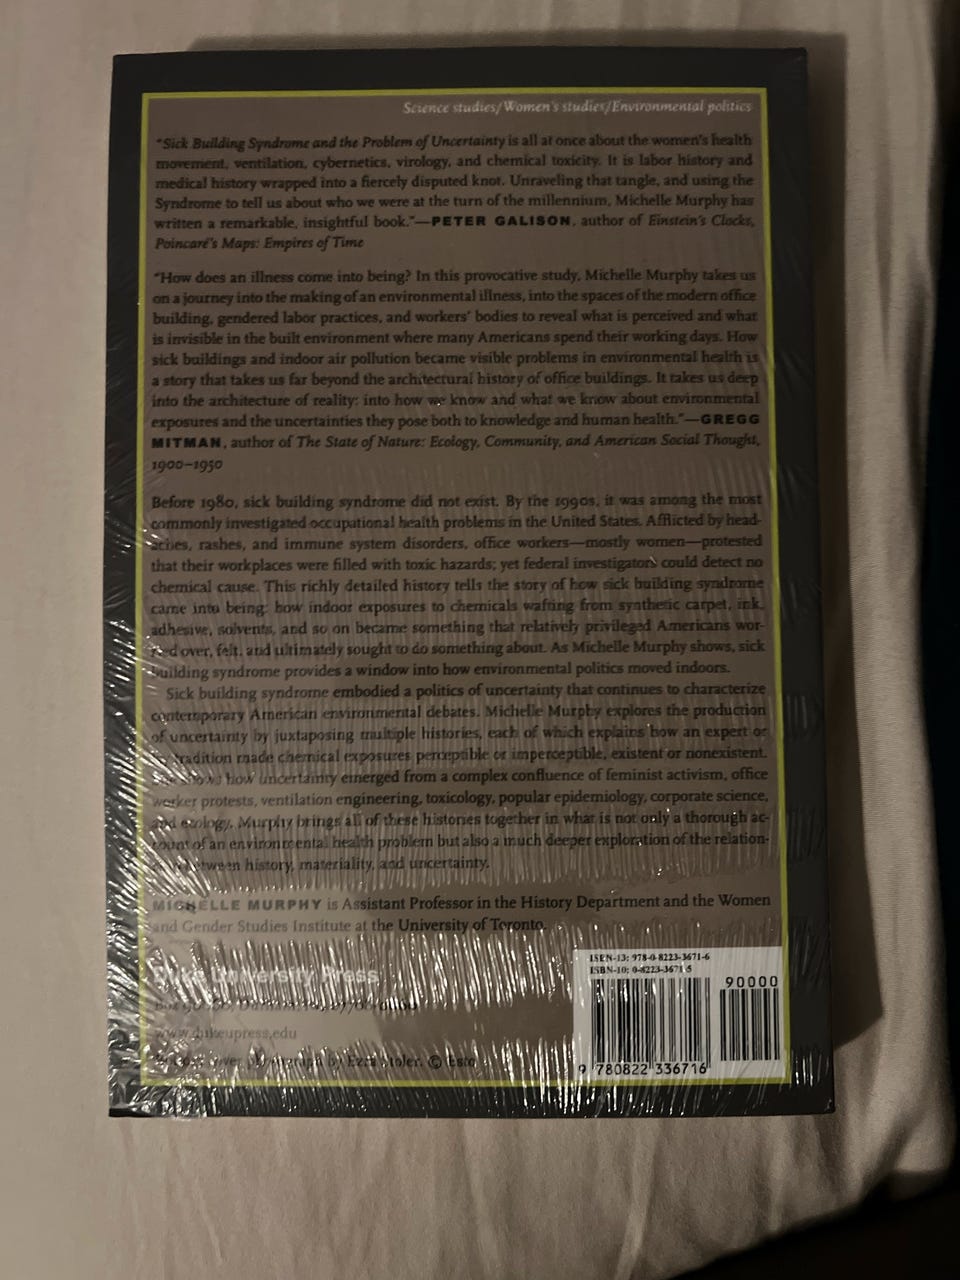 Science studies/Women's studies/Environmental politics
"Sick Building Syndrome and the Problem of Uncertainty is all at once about the women's health
movement, ventilation, cybernetics, virology, and chemical toxicity. It is labor history and
medical history wrapped into a fiercely disputed knot. Unraveling that tangle, and using the
Syndrome to tell us about who we were at the turn of the millennium, Michelle Murphy has
written a remarkable, insightful book."—PETER GALISON, author of Einstein's Clocks,
Poincaré's Maps: Empires of Time
"How does an illness come into being? In this provocative study, Michelle Murphy takes us
on a journey into the making of an environmental illness, into the spaces of the modern office
building, gendered labor practices, and workers' bodies to reveal what is perceived and what
is invisible in the built environment where many Americans spend their working days. How
sick buildings and indoor air pollution became visible problems in environmental health is
a story that takes us far beyond the architectural history of office buildings. It takes us deep
into the architecture of reality: into how we know and what we know about environmental
exposures and the uncertainties they pose both to knowledge and human health."—GREGG
MITMAN, author of The State of Nature: Ecology, Community, and American Social Thought,
1900–1950
Before 1980, sick building syndrome did not exist. By the 1990s, it was among the most
commonly investigated occupational health problems in the United States. Afflicted by head-
aches, rashes, and immune system disorders, office workers—mostly women—protested
that their workplaces were filled with toxic hazards; yet federal investigators could detect no
chemical cause. This richly detailed history tells the story of how sick building syndrome
came into being: how indoor exposures to chemicals wafting from synthetic carpet, ink,
adhesive, solvents, and so on became something that relatively privileged Americans wor-
ried over, felt, and ultimately sought to do something about. As Michelle Murphy shows, sick
building syndrome provides a window into how environmental politics moved indoors.
Sick building syndrome embodied a politics of uncertainty that continues to characterize
contemporary American environmental debates. Michelle Murphy explores the production
of uncertainty by juxtaposing multiple histories, each of which explains how an expert or
tradition made chemical exposures perceptible or imperceptible, existent or nonexistent.
how uncertainty emerged from a complex confluence of feminist activism, office
worker protests, ventilation engineering, toxicology, popular epidemiology, corporate science,
and ecology. Murphy brings all of these histories together in what is not only a thorough ac-
count of an environmental health problem but also a much deeper exploration of the relation-
between history, materiality, and uncertainty.
MICHELLE MURPHY is Assistant Professor in the History Department and the Women
and Gender Studies Institute at the University of Toronto.
Duke University Press
www.dukeupress.edu
photograph by Ezra Stoller. © Esto
ISBN-13: 978-0-8223-3671-6
ISBN-10: 0-8223-3671-5
90000
9 780822 336716